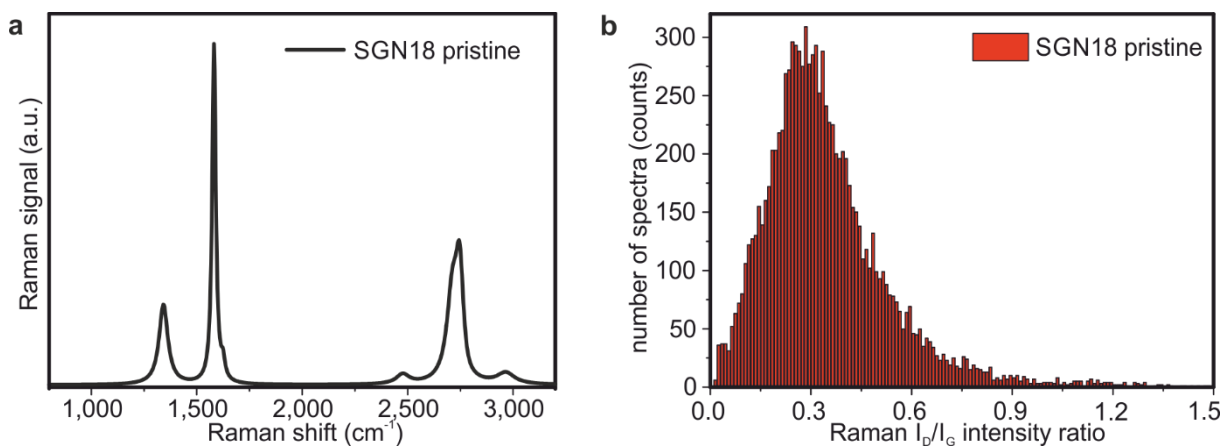 a
SGN18 pristine
Raman signal (a.u.)
1,000 1,500 2,000 2,500 3,000
Raman shift (cm⁻¹)
b
SGN18 pristine
number of spectra (counts)
300
250
200
150
100
50
0
0.0 0.3 0.6 0.9 1.2 1.5
Raman I_D/I_G intensity ratio